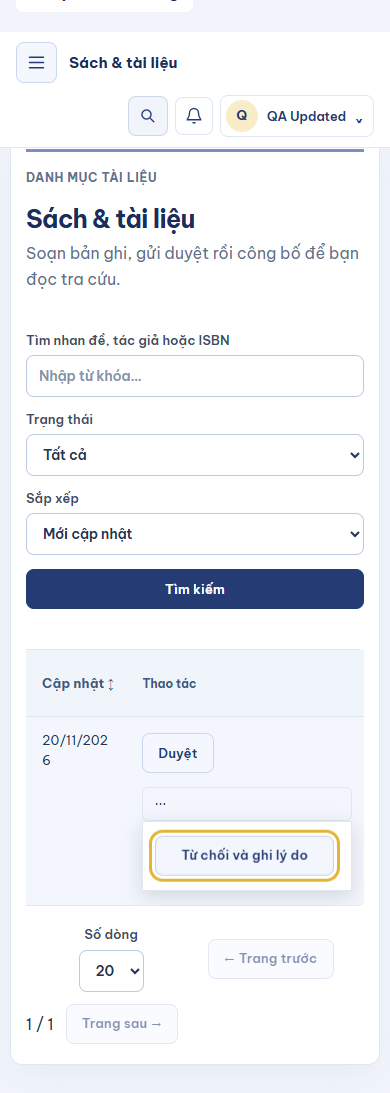 Sách & tài liệu
Q
QA Updated
DANH MỤC TÀI LIỆU
Sách & tài liệu
Soạn bản ghi, gửi duyệt rồi công bố để bạn
đọc tra cứu.
Tìm nhan đề, tác giả hoặc ISBN
Nhập từ khóa...
Trạng thái
Tất cả
Sắp xếp
Mới cập nhật
Tìm kiếm
Cập nhật ↕ Thao tác
20/11/202
6
Duyệt
...
Từ chối và ghi lý do
Số dòng
20
← Trang trước
1 / 1
Trang sau →